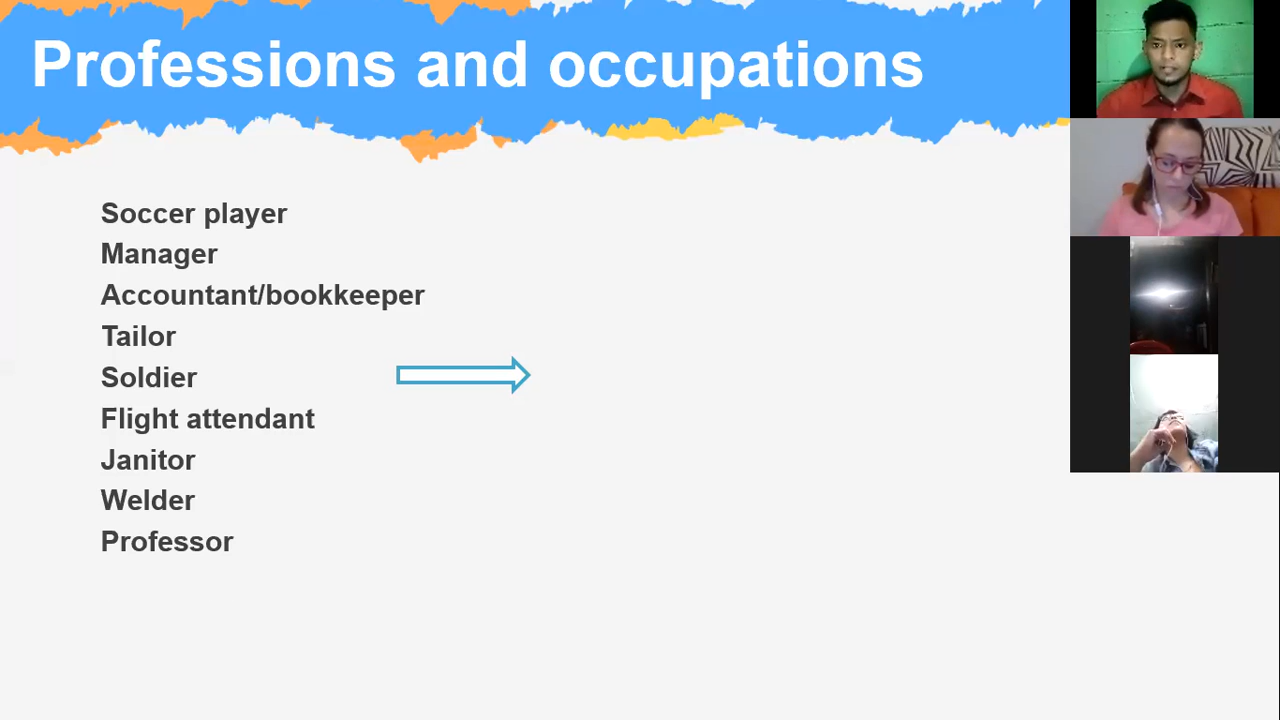 Professions and occupations
Soccer player
Manager
Accountant/bookkeeper
Tailor
Soldier
Flight attendant
Janitor
Welder
Professor